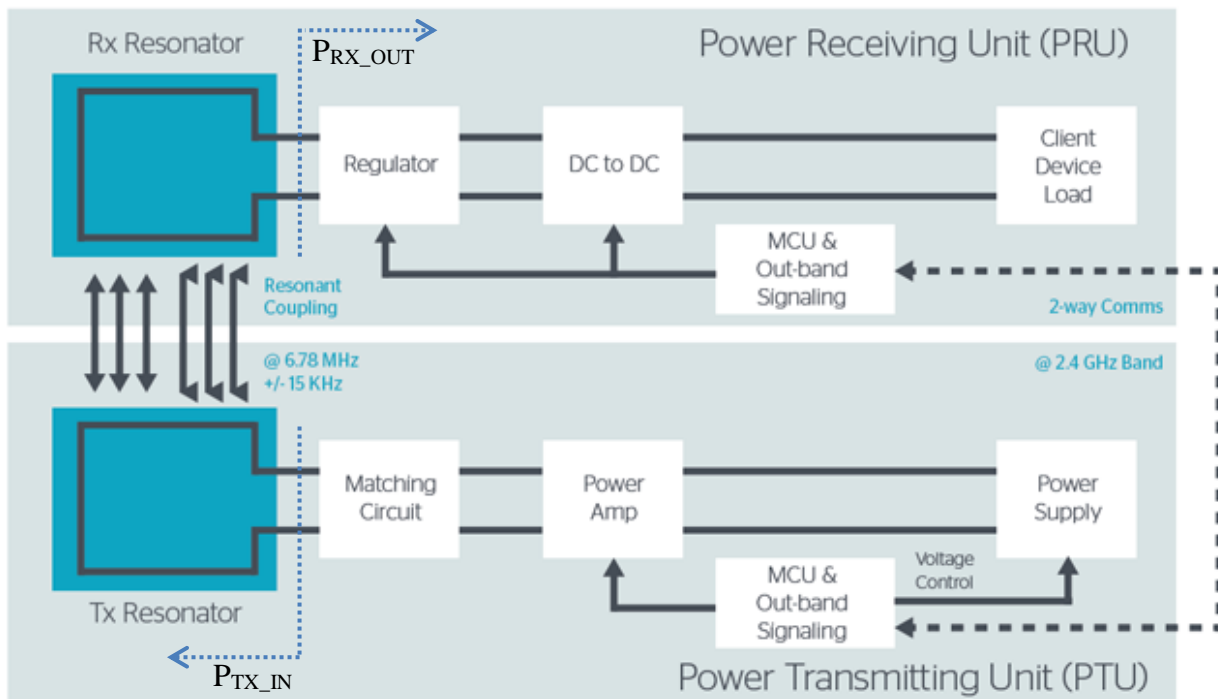 Rx Resonator
P_RX_OUT
Power Receiving Unit (PRU)
Regulator
DC to DC
Client
Device
Load
MCU &
Out-band
Signaling
Resonant
Coupling
2-way Comms
@ 6.78 MHz
+/- 15 KHz
@ 2.4 GHz Band
Matching
Circuit
Power
Amp
Power
Supply
MCU &
Out-band
Signaling
Voltage
Control
Tx Resonator
P_TX_IN
Power Transmitting Unit (PTU)